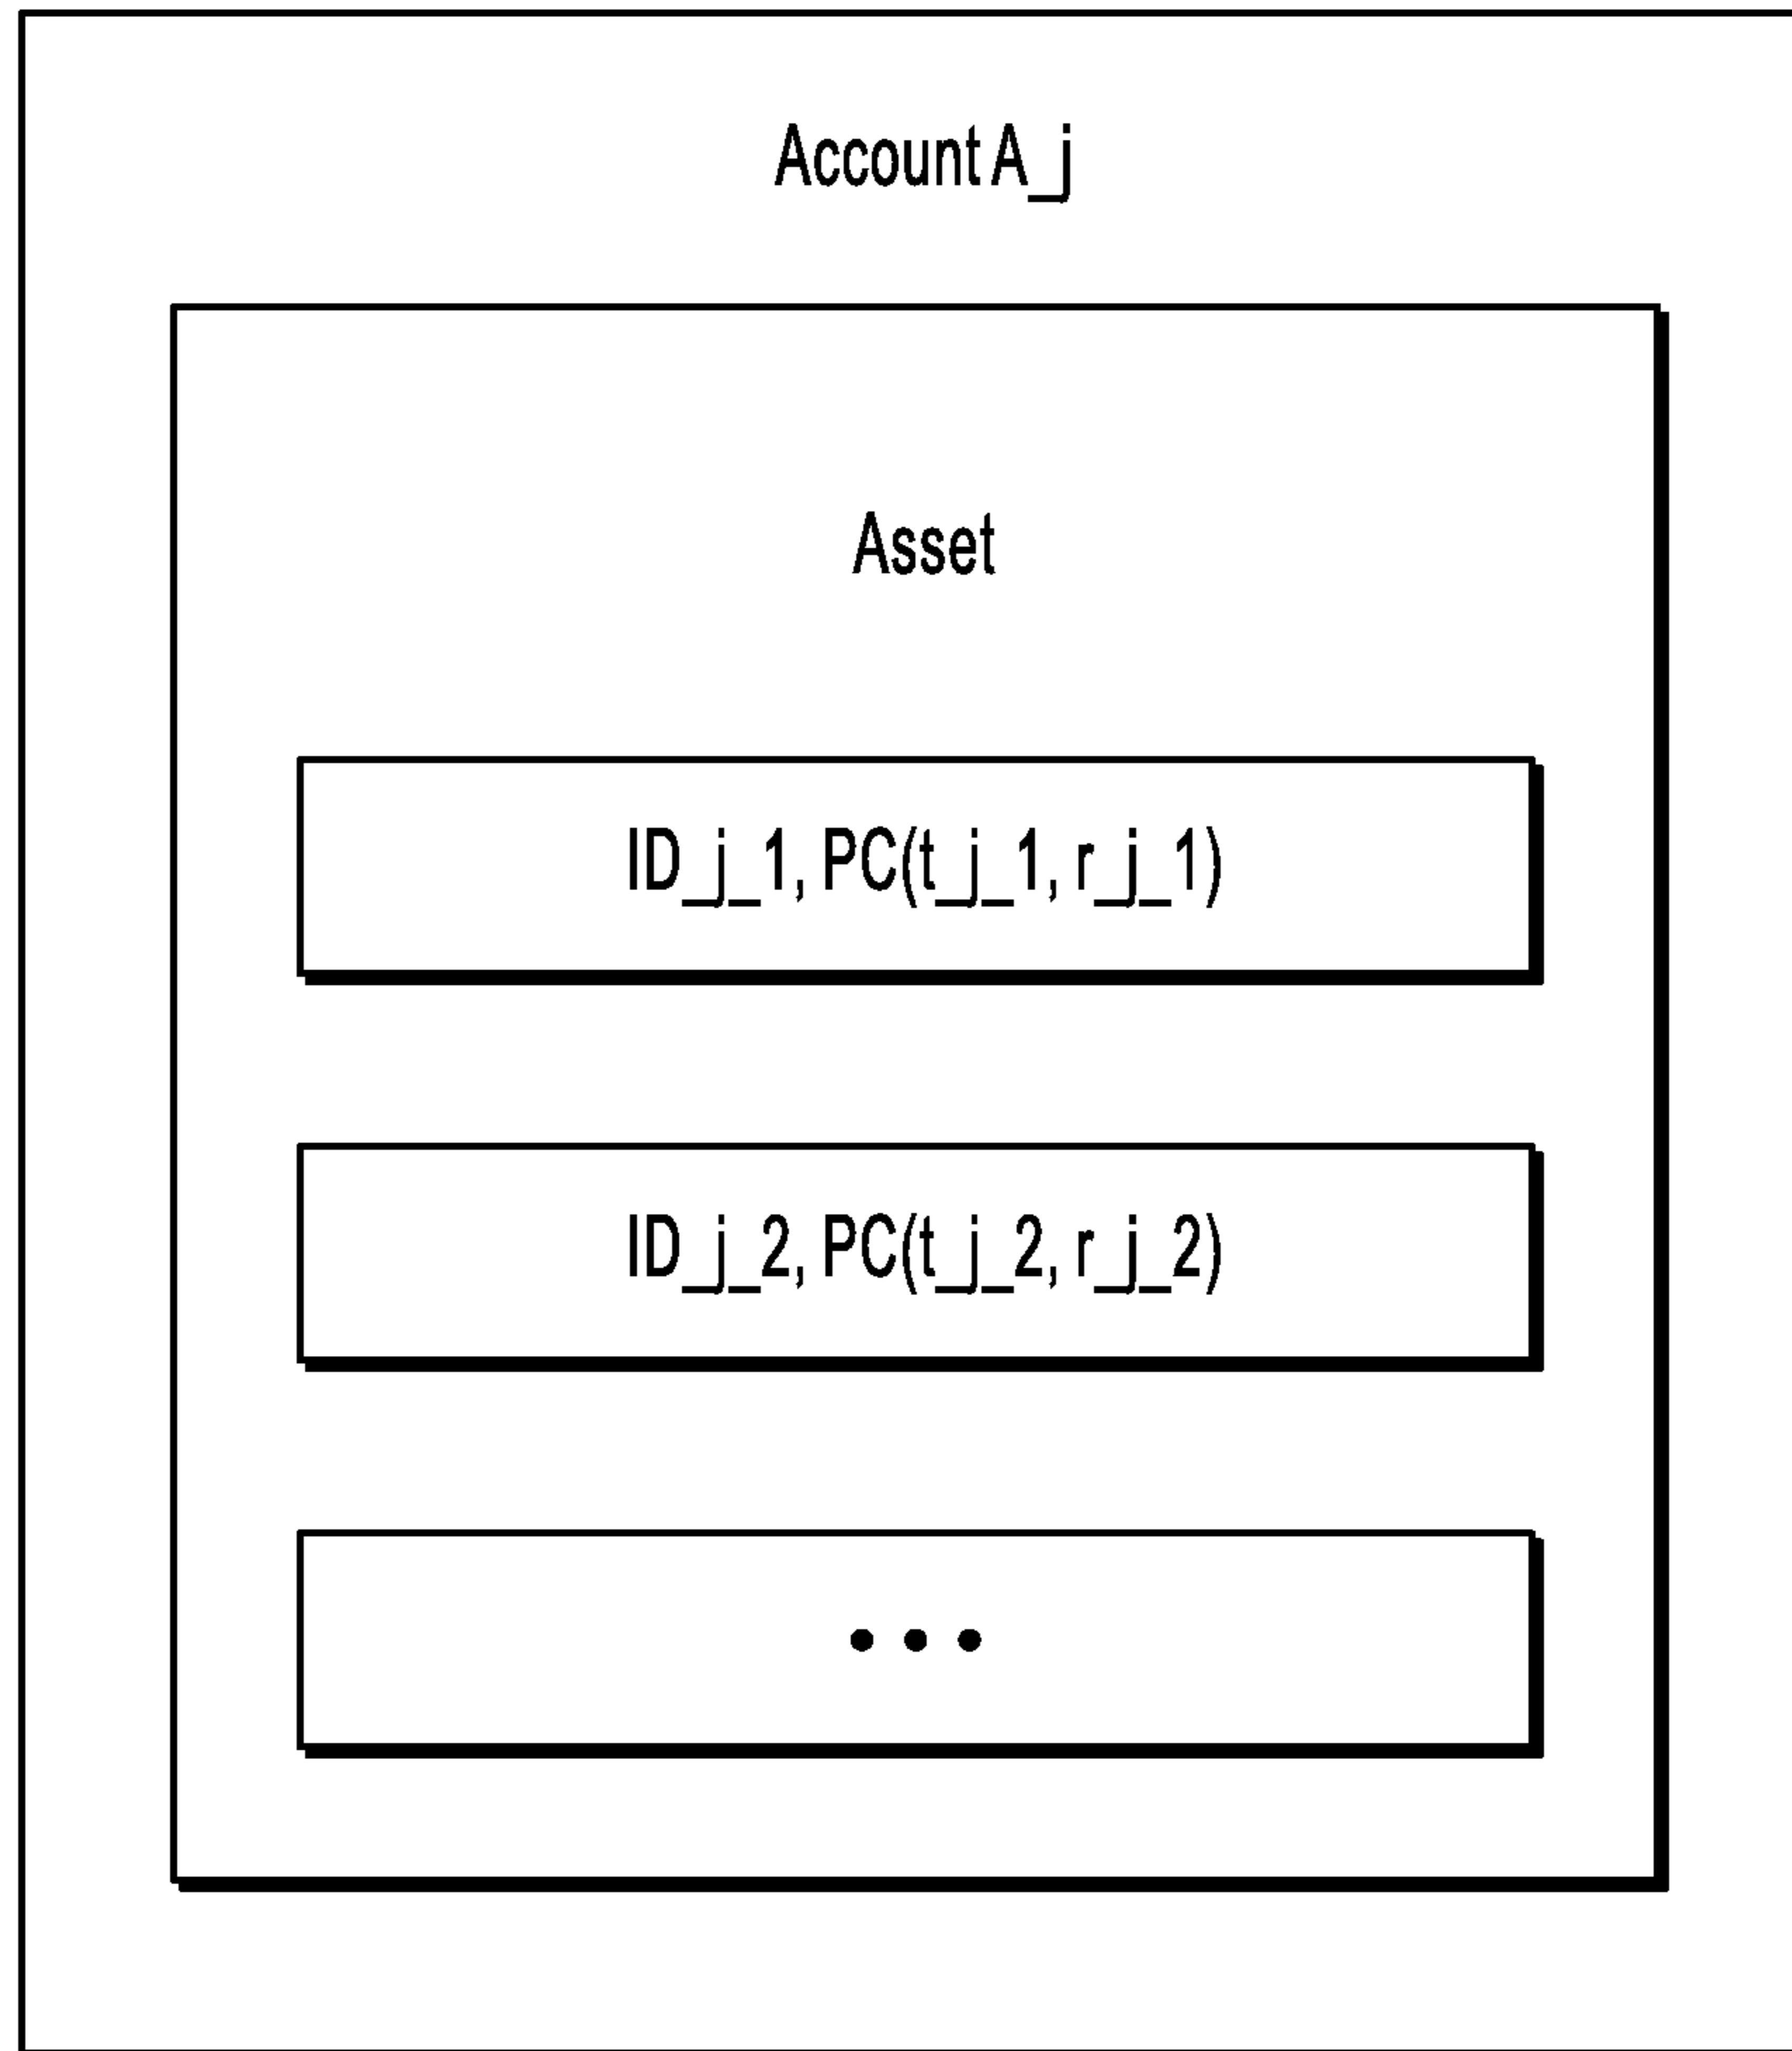 Account A_j
Asset
ID_j_1, PC(t_j_1, r_j_1)
ID_j_2, PC(t_j_2, r_j_2)
• • •